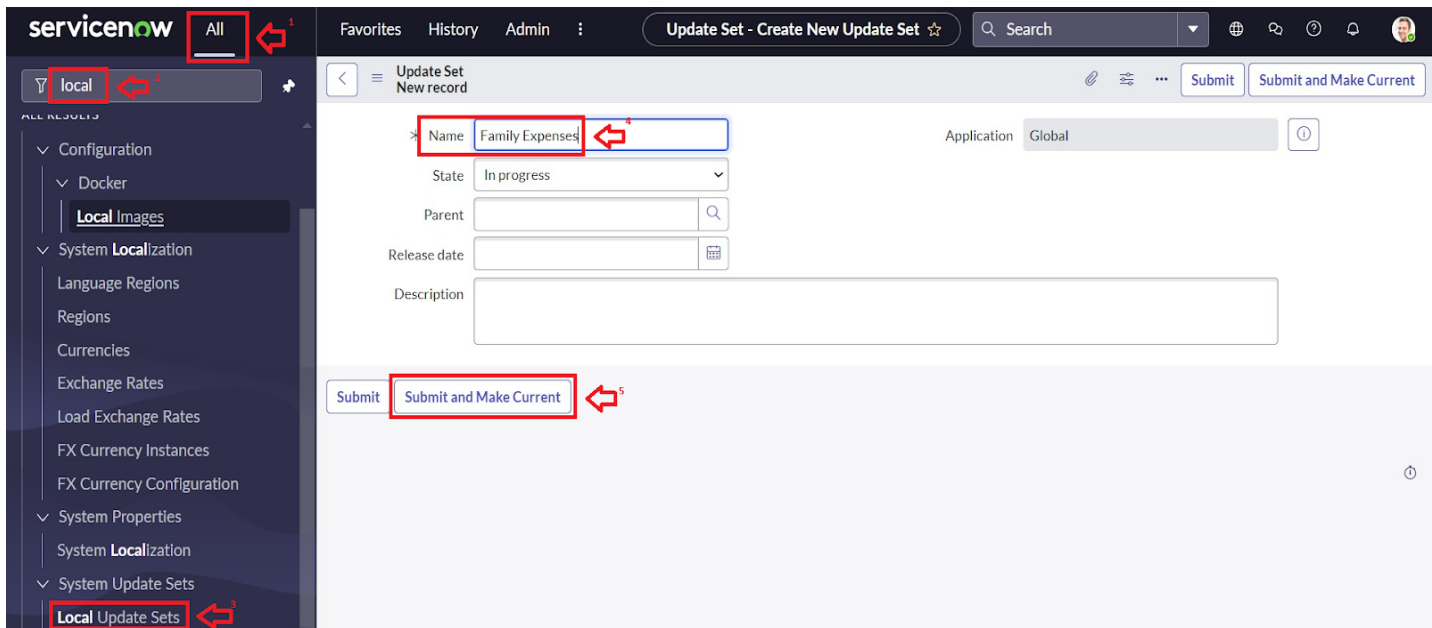 servicenow
All
1
Favorites
History
Admin
Update Set - Create New Update Set
Search
local
2
Update Set
New record
Submit
Submit and Make Current
ALL RESULTS
Configuration
Docker
Local Images
System Localization
Language Regions
Regions
Currencies
Exchange Rates
Load Exchange Rates
FX Currency Instances
FX Currency Configuration
System Properties
System Localization
System Update Sets
Local Update Sets
3
Name
Family Expenses
4
Application
Global
State
In progress
Parent
Release date
Description
Submit
Submit and Make Current
5